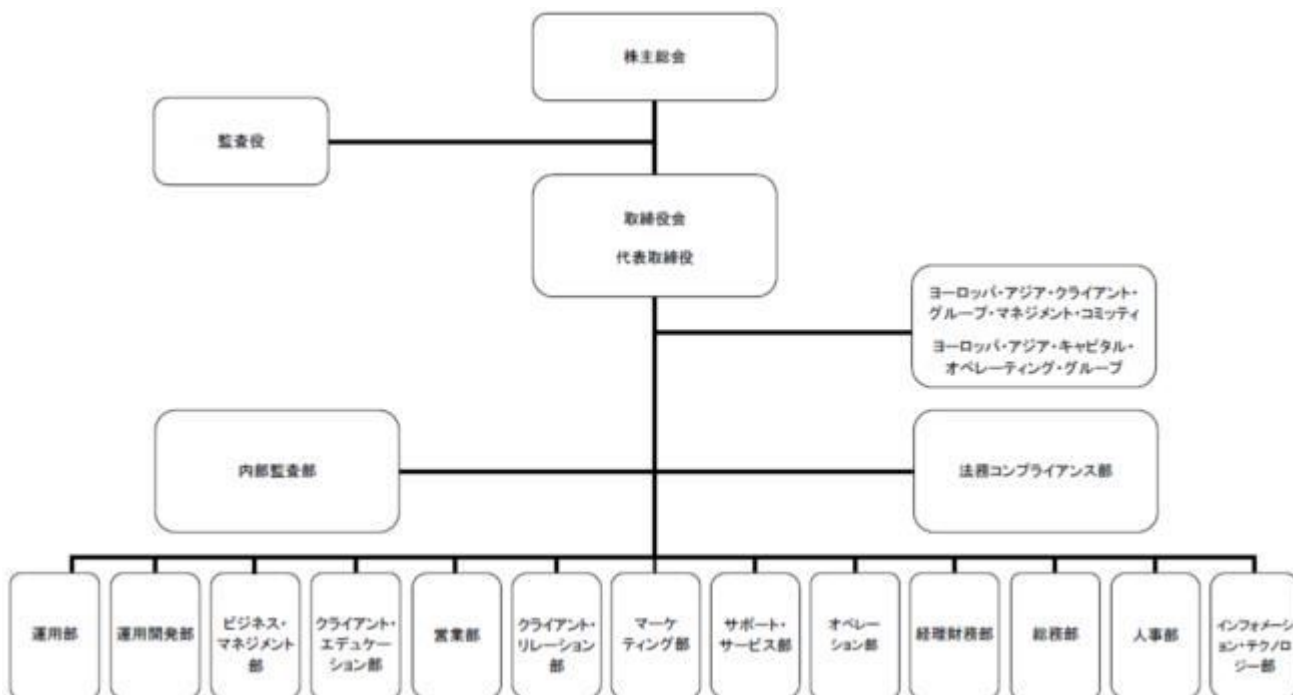 株主総会
監査役
取締役会
代表取締役
ヨーロッパ・アジア・クライアント・
グループ・マネジメント・コミッティ
ヨーロッパ・アジア・キャピタル・
オペレーティング・グループ
内部監査部
法務コンプライアンス部
運用部
運用開発部
ビジネス・
マネジメント
部
クライアント・
エデュケー
ション部
営業部
クライアント・
リレーション
部
マーケ
ティング部
サポート・
サービス部
オペレー
ション部
経理財務部
総務部
人事部
インフォメーシ
ョン・テクノロ
ジー部